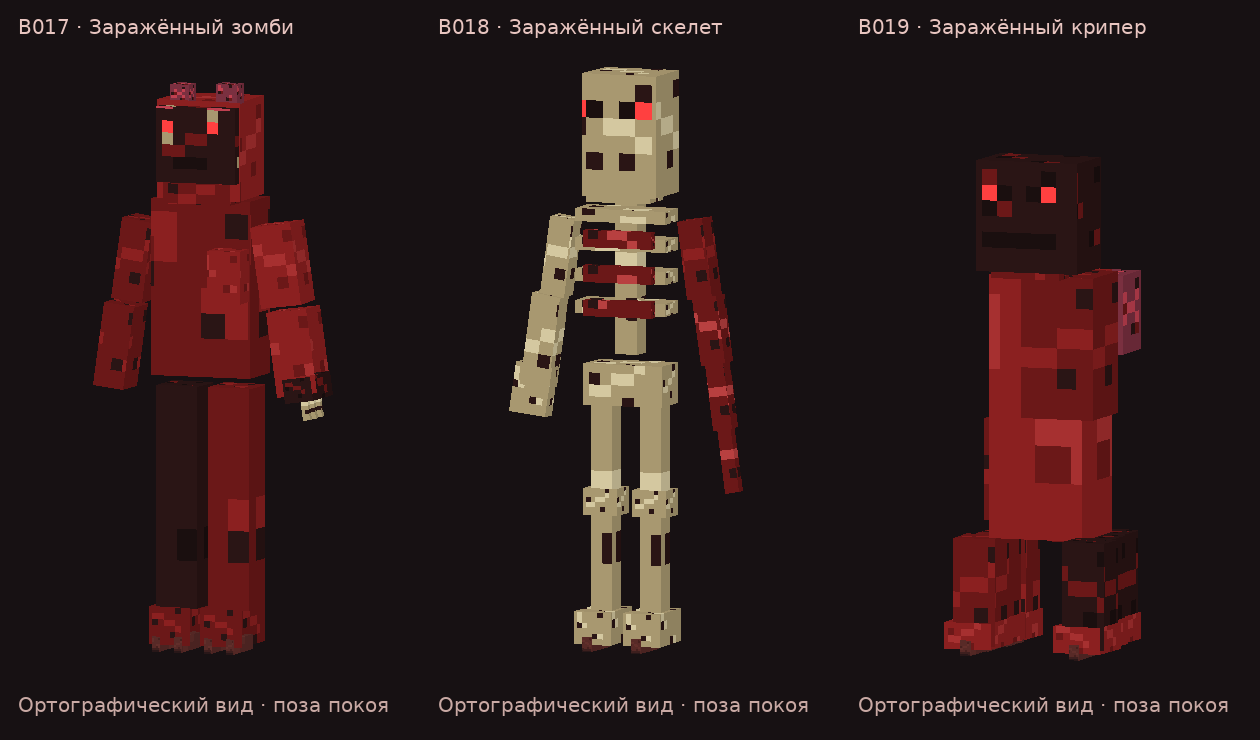 B017 · Заражённый зомби
B018 · Заражённый скелет
B019 · Заражённый крипер
Ортографический вид · поза покоя
Ортографический вид · поза покоя
Ортографический вид · поза покоя